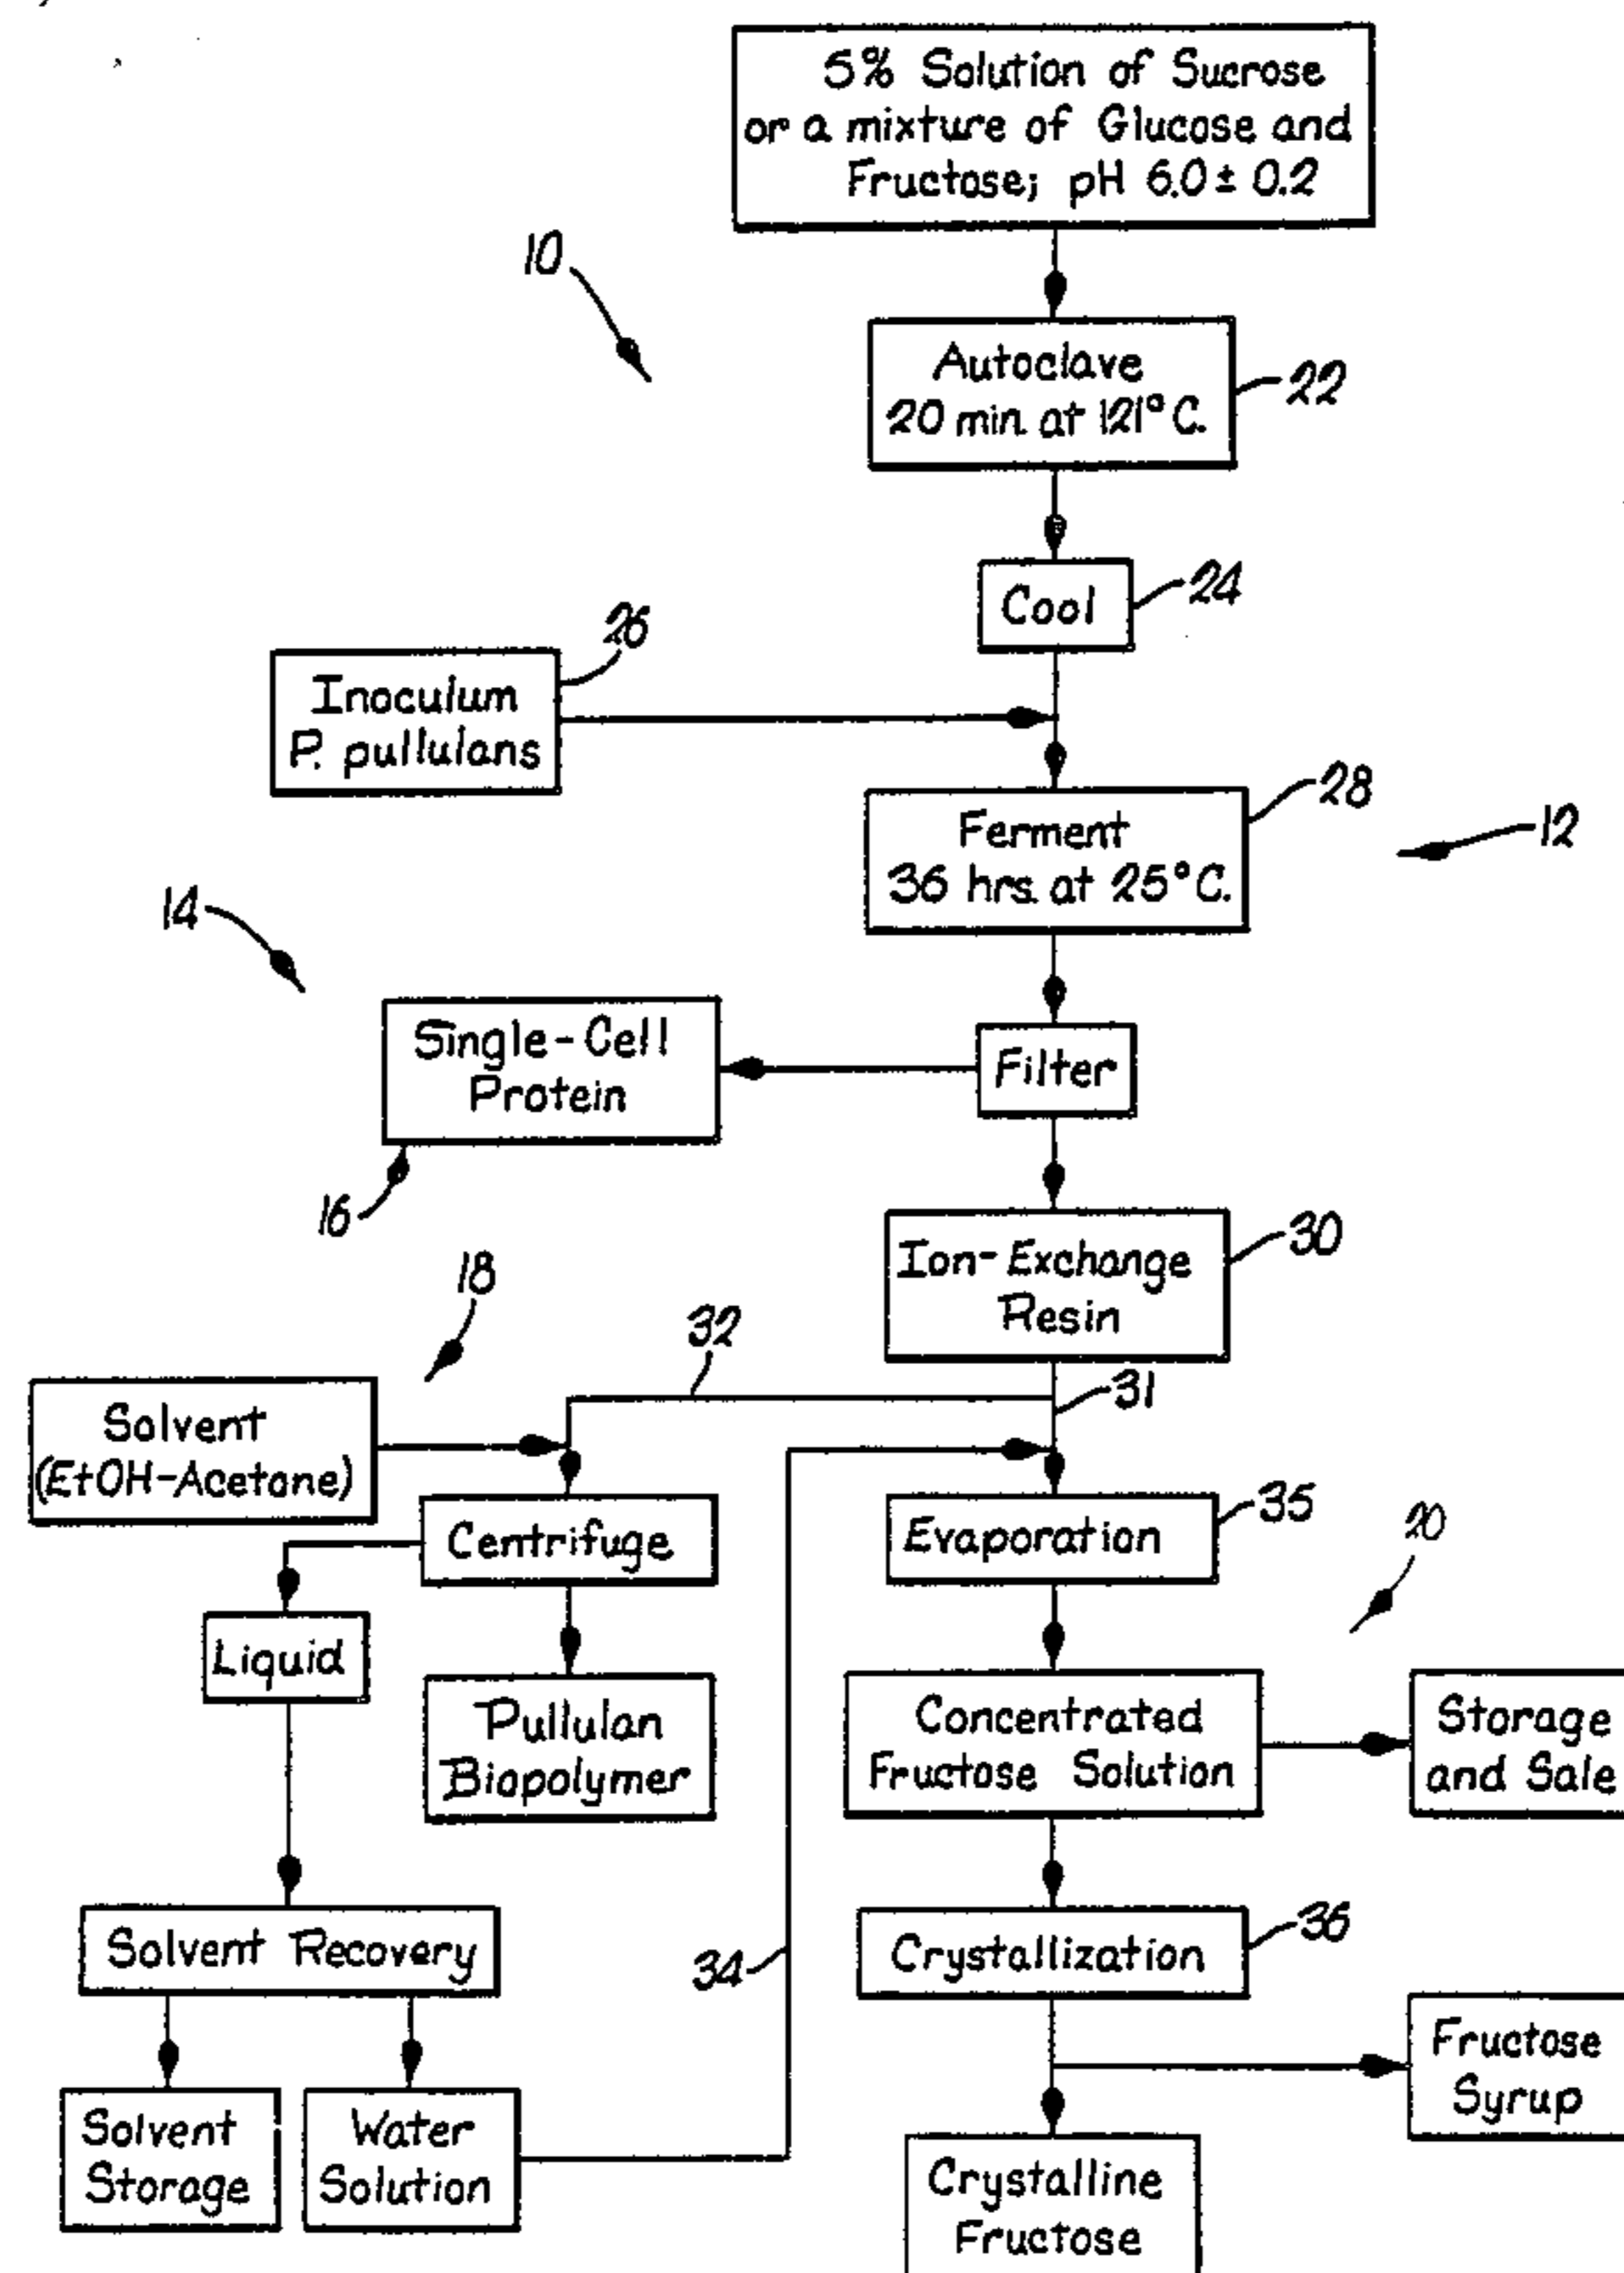 5% Solution of Sucrose
or a mixture of Glucose and
Fructose; pH 6.0 ± 0.2
10
Autoclave
20 min. at 121° C.
22
Cool
24
26
Inoculum
P. pullulans
Ferment
36 hrs. at 25° C.
28
12
14
Single-Cell
Protein
Filter
16
Ion-Exchange
Resin
30
18
32
31
Solvent
(EtOH-Acetone)
Centrifuge
Evaporation
35
20
Liquid
Pullulan
Biopolymer
Concentrated
Fructose Solution
Storage
and Sale
Solvent Recovery
34
Crystallization
36
Fructose
Syrup
Solvent
Storage
Water
Solution
Crystalline
Fructose